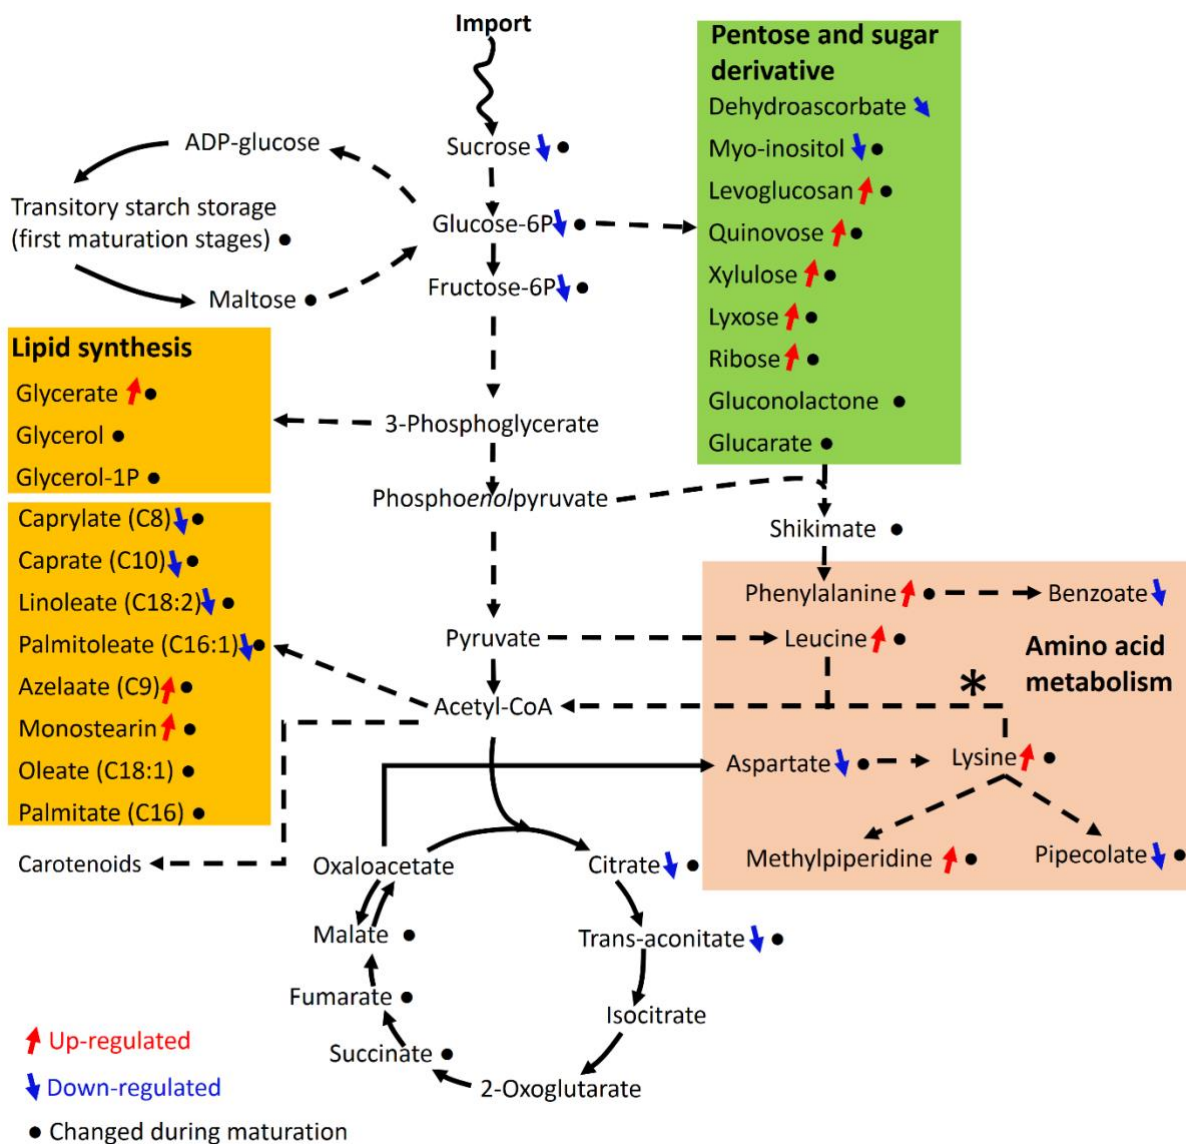 Import
Sucrose
Glucose-6P
Fructose-6P
ADP-glucose
Transitory starch storage
(first maturation stages)
Maltose
Pentose and sugar
derivative
Dehydroascorbate
Myo-inositol
Levoglucosan
Quinovose
Xylulose
Lyxose
Ribose
Gluconolactone
Glucarate
Lipid synthesis
Glycerate
Glycerol
Glycerol-1P
Caprylate (C8)
Caprate (C10)
Linoleate (C18:2)
Palmitoleate (C16:1)
Azelaate (C9)
Monostearin
Oleate (C18:1)
Palmitate (C16)
Carotenoids
3-Phosphoglycerate
Phosphoenolpyruvate
Pyruvate
Acetyl-CoA
Shikimate
Phenylalanine
Benzoate
Leucine
Amino acid
metabolism
*
Aspartate
Lysine
Methylpiperidine
Pipecolate
Oxaloacetate
Citrate
Malate
Trans-aconitate
Fumarate
Isocitrate
Succinate
2-Oxoglutarate
Up-regulated
Down-regulated
Changed during maturation